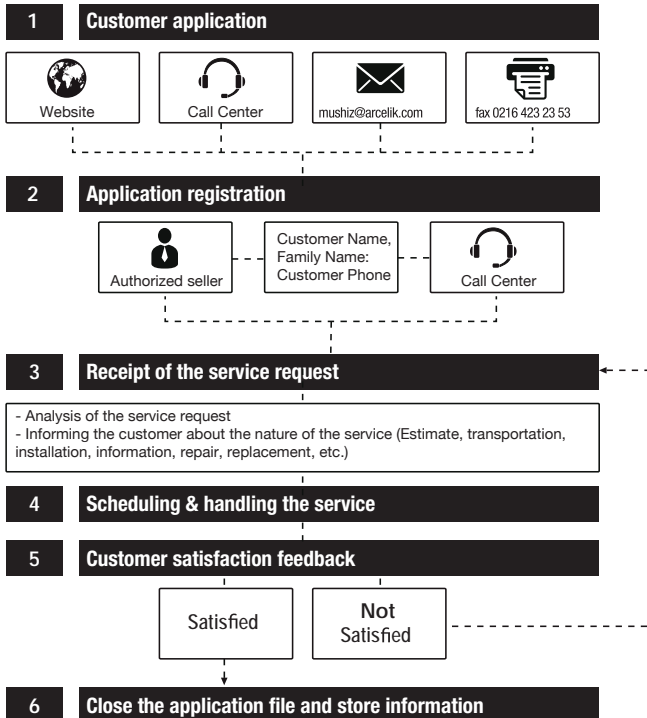 1 Customer application
Website
Call Center
mushiz@arcelik.com
fax 0216 423 23 53
2 Application registration
Authorized seller
Customer Name,
Family Name:
Customer Phone
Call Center
3 Receipt of the service request
- Analysis of the service request
- Informing the customer about the nature of the service (Estimate, transportation,
installation, information, repair, replacement, etc.)
4 Scheduling & handling the service
5 Customer satisfaction feedback
Satisfied
Not
Satisfied
6 Close the application file and store information